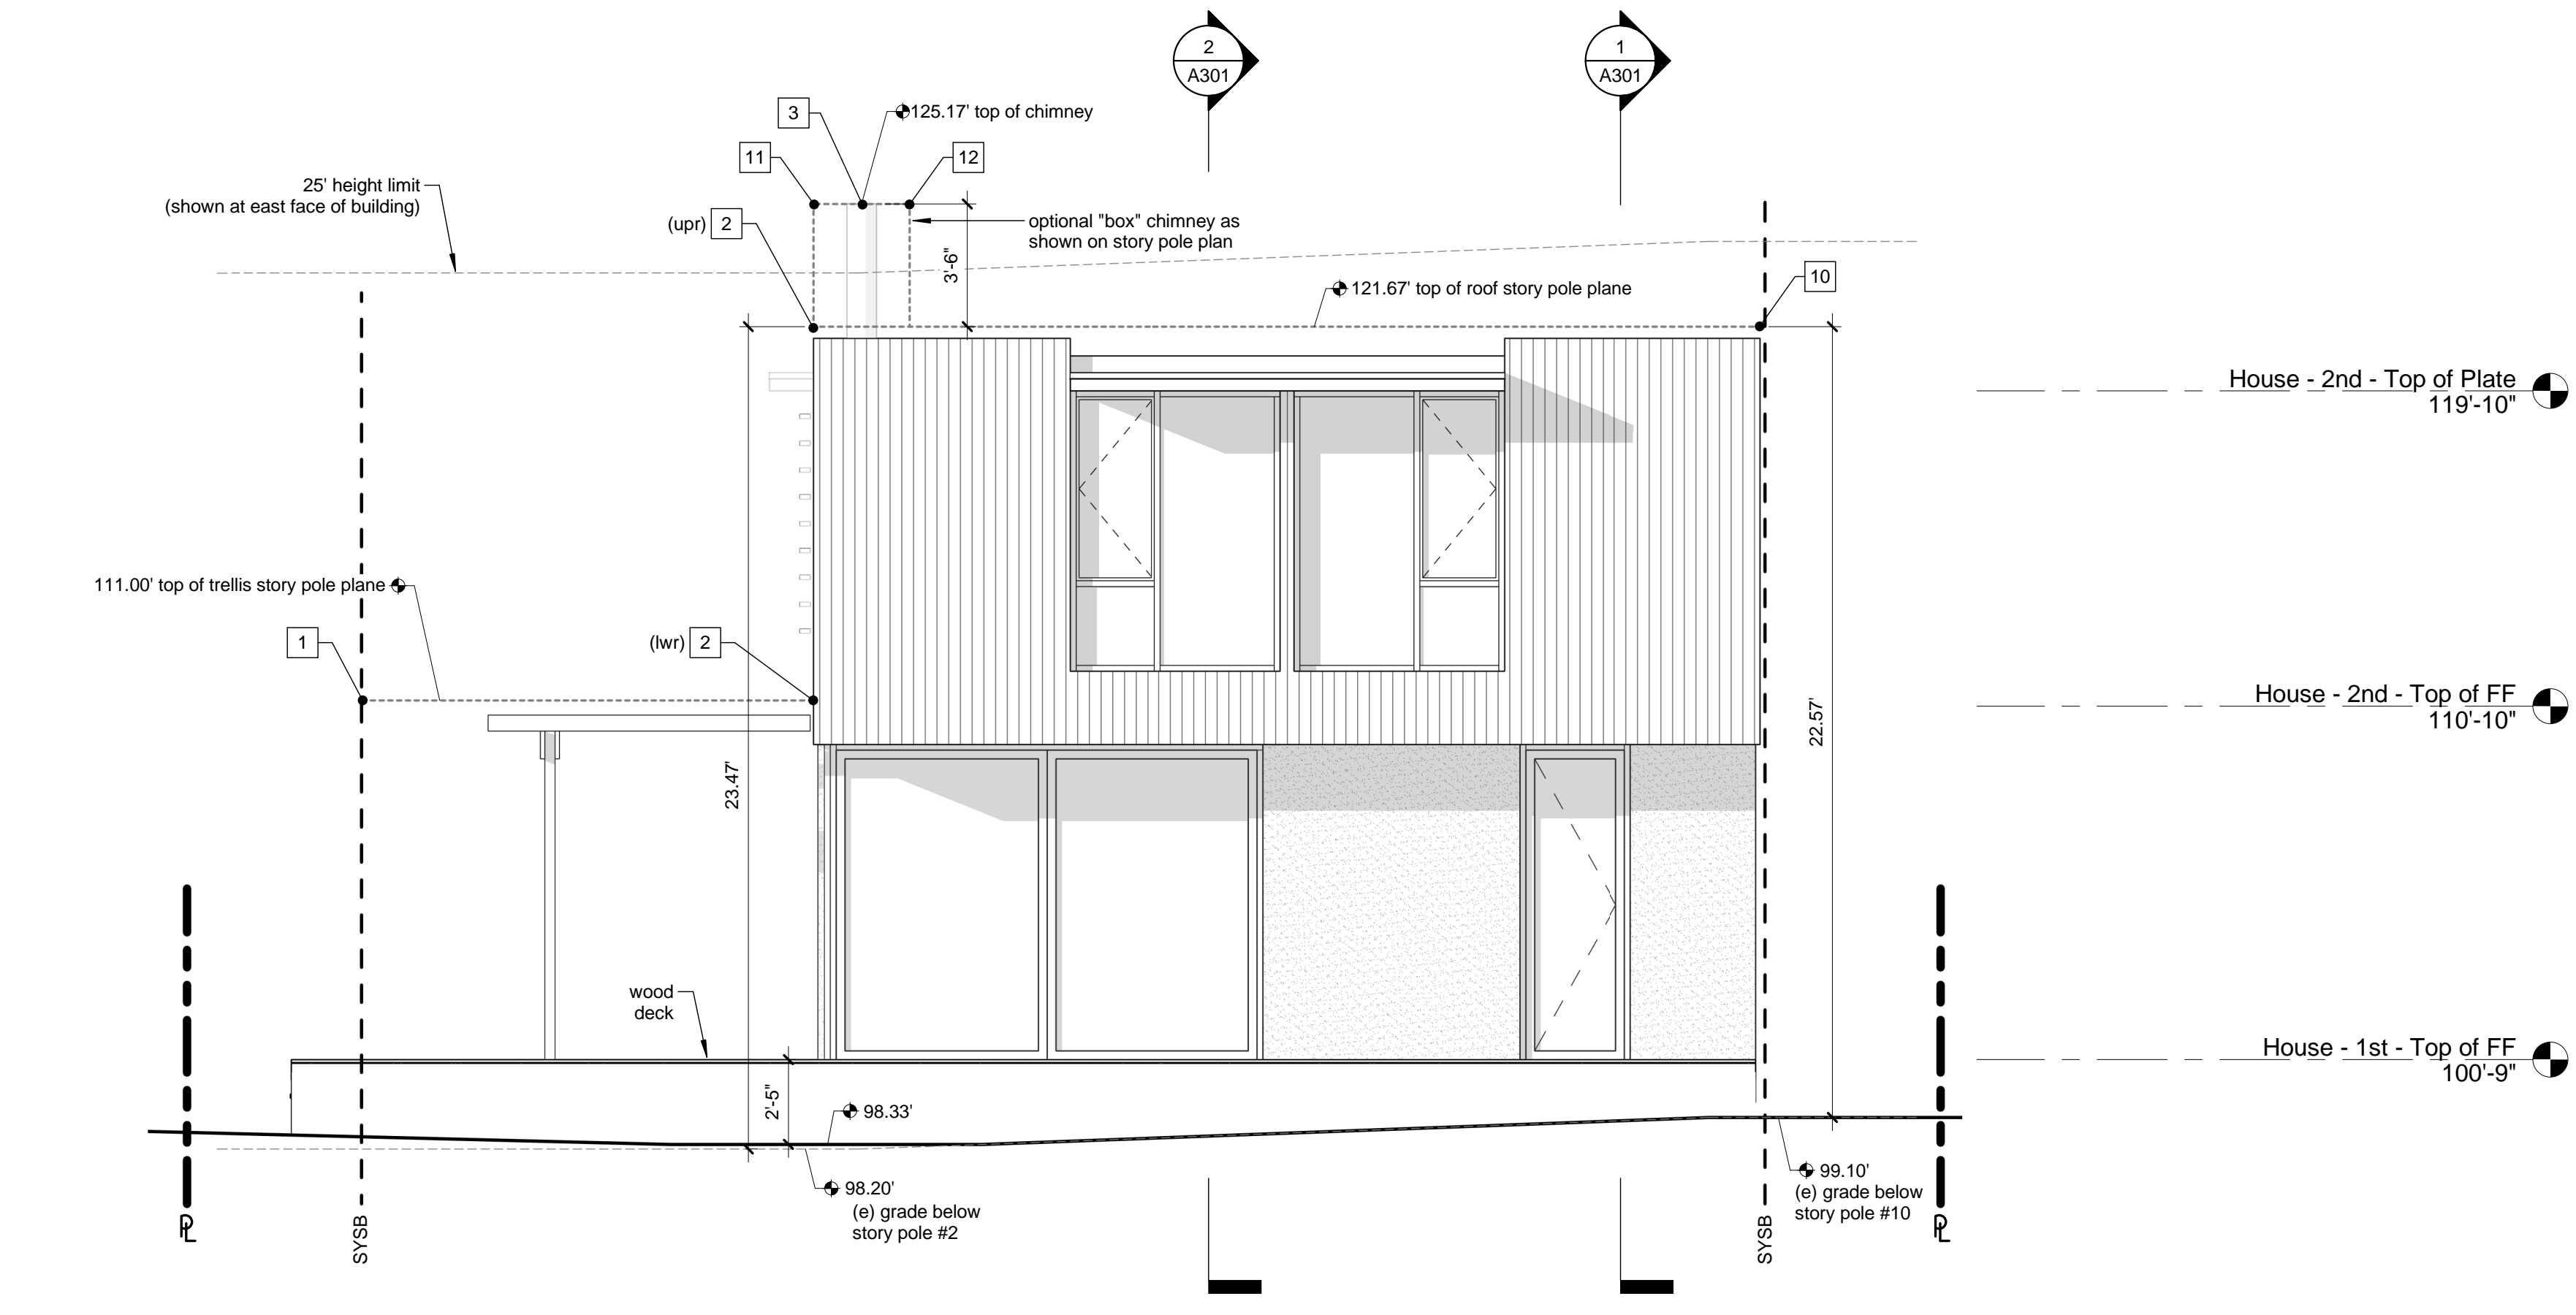 2
A301
1
A301
3
125.17' top of chimney
11
12
25' height limit
(shown at east face of building)
(upr) 2
optional "box" chimney as
shown on story pole plan
3'-6"
10
121.67' top of roof story pole plane
House - 2nd - Top of Plate
119'-10"
111.00' top of trellis story pole plane
1
(lwr) 2
House - 2nd - Top of FF
110'-10"
22.57'
23.47'
wood
deck
House - 1st - Top of FF
100'-9"
2'-5"
98.33'
98.20'
(e) grade below
story pole #2
99.10'
(e) grade below
story pole #10
PL
SYSB
SYSB
PL